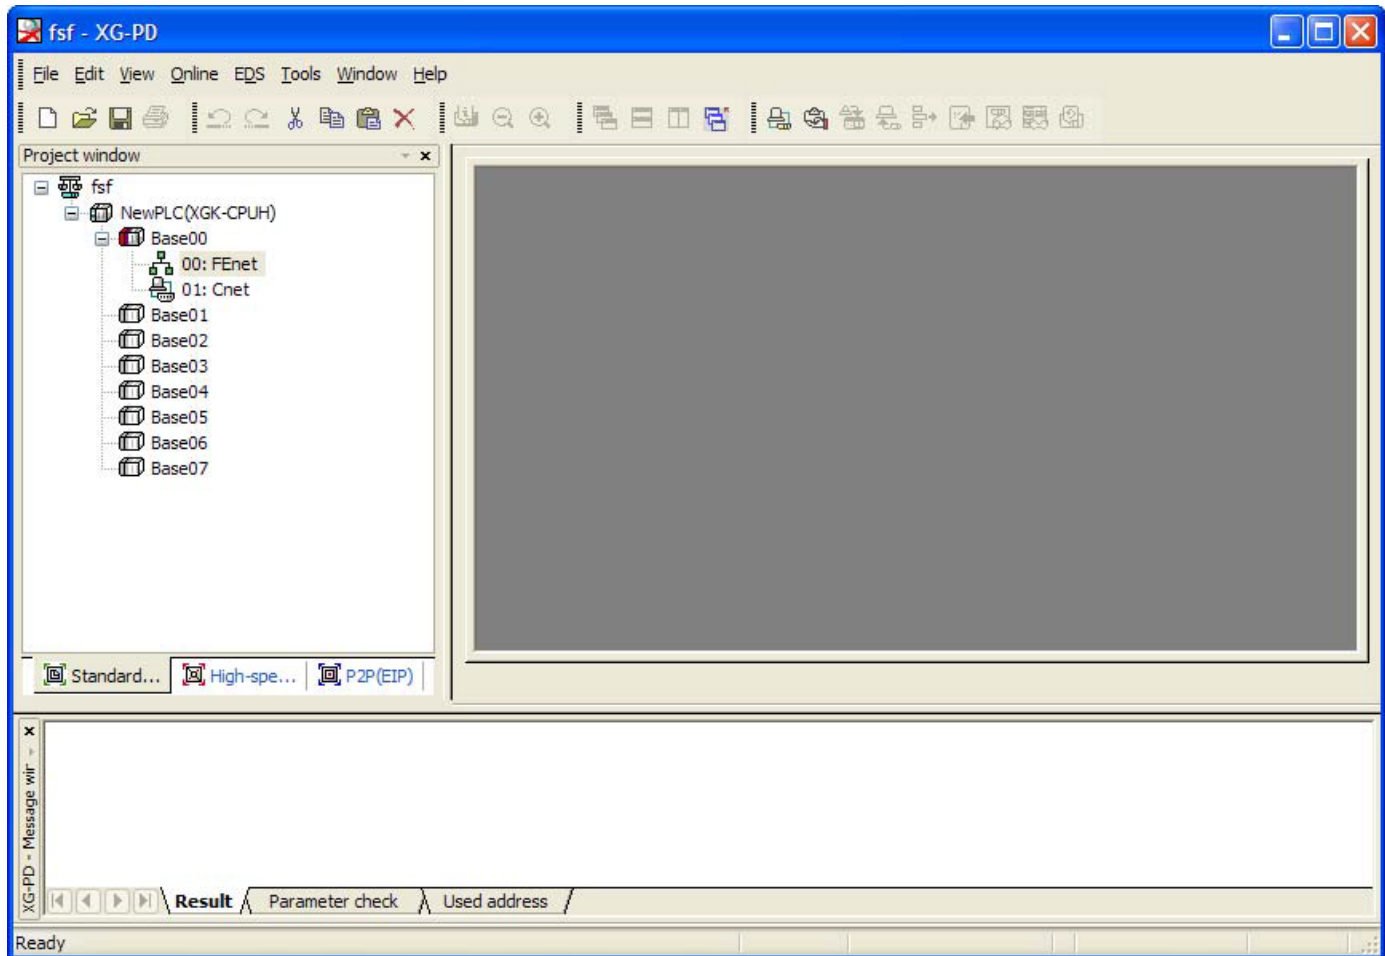 fsf - XG-PD
File Edit View Online EDS Tools Window Help
Project window
fsf
NewPLC(XGK-CPUH)
Base00
00: FEnet
01: Cnet
Base01
Base02
Base03
Base04
Base05
Base06
Base07
Standard... High-spe... P2P(EIP)
XG-PD - Message wir
Result Parameter check Used address
Ready